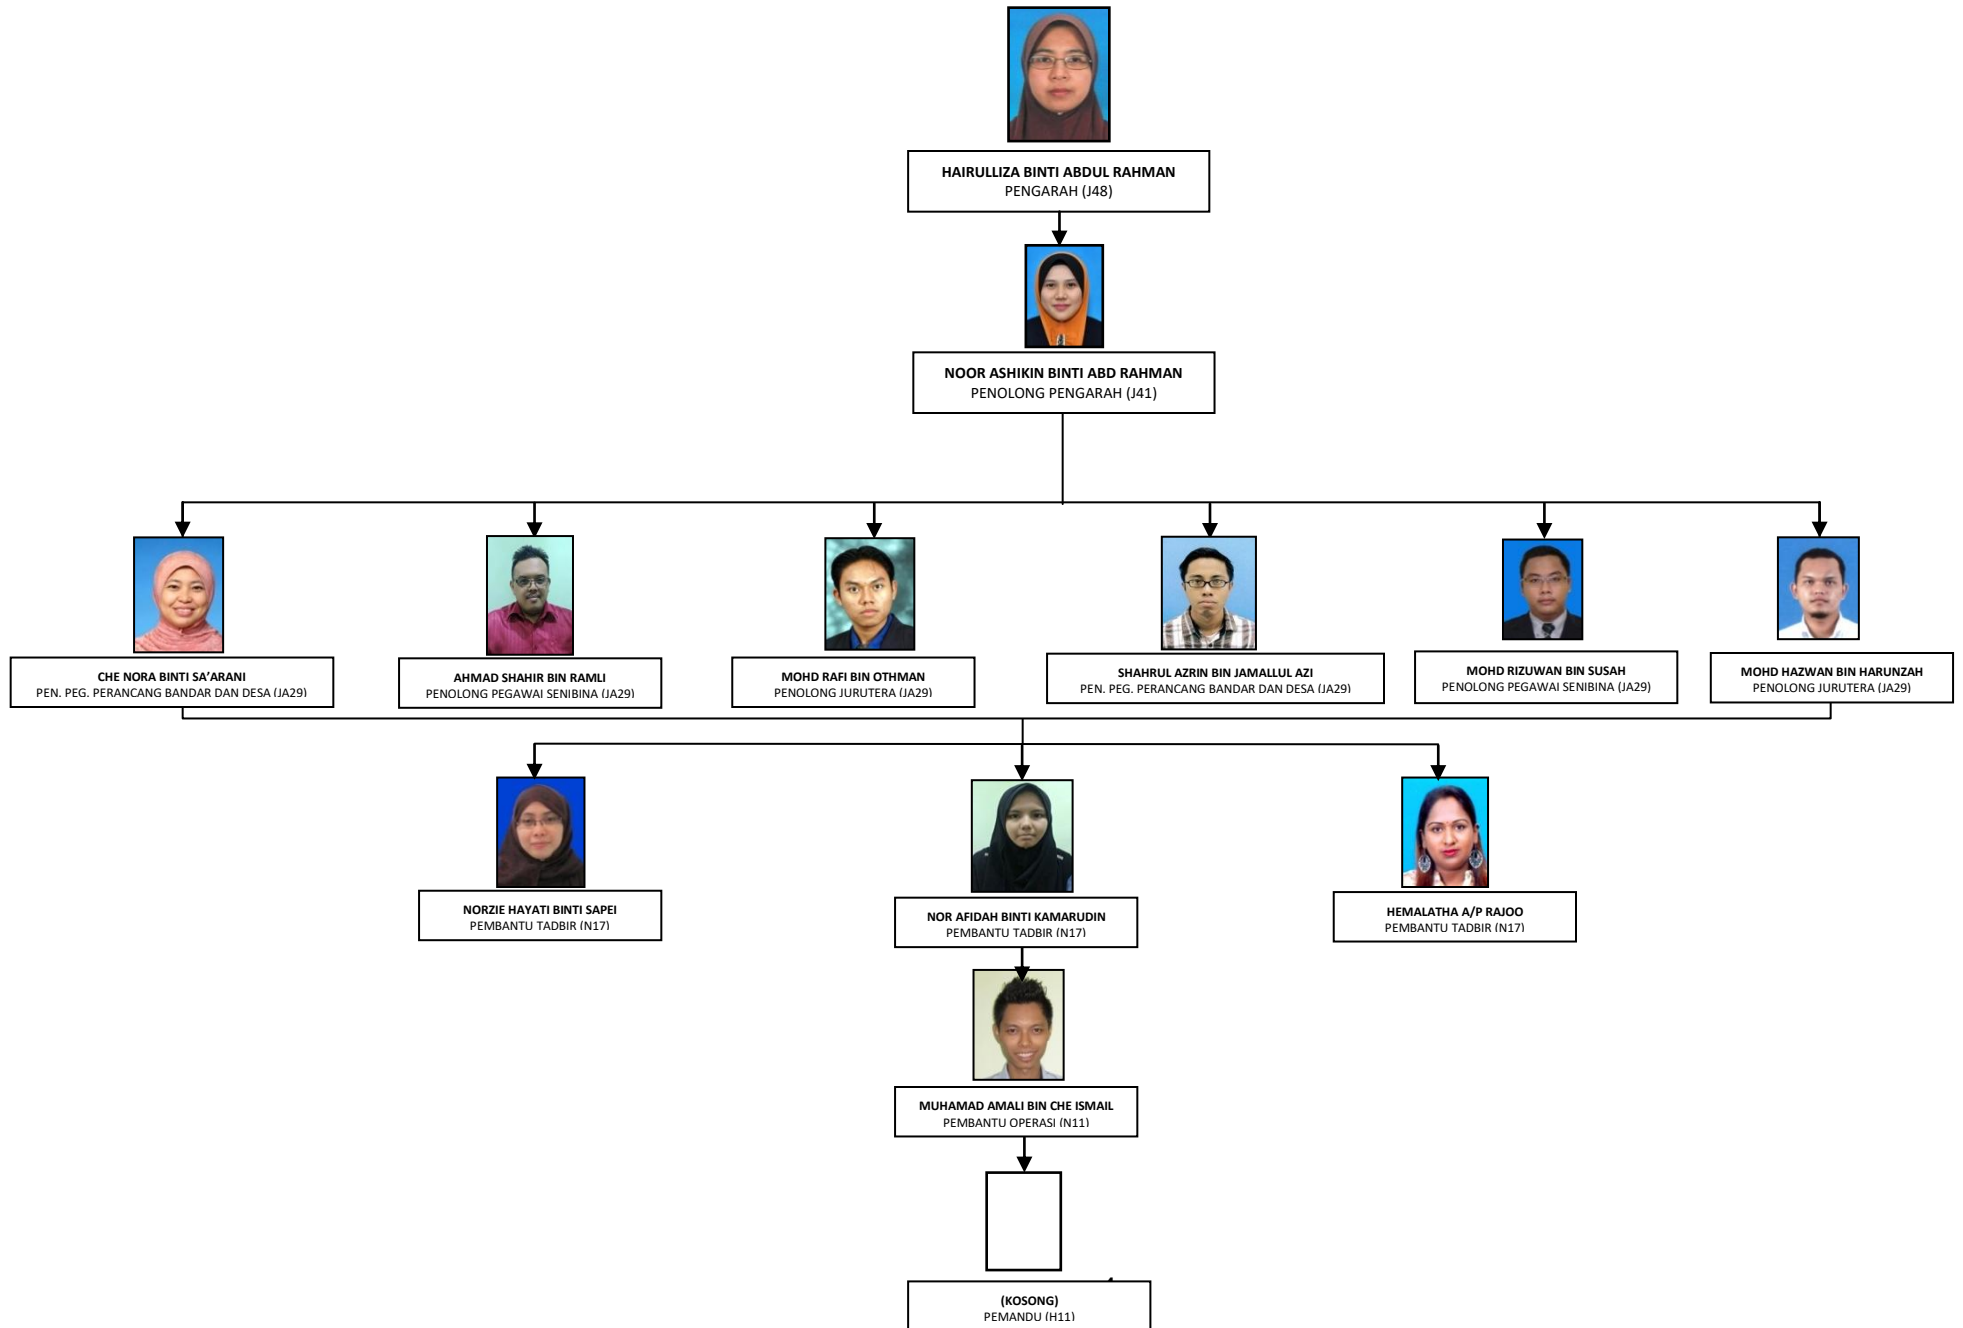 HAIRULLIZA BINTI ABDUL RAHMAN
PENGARAH (J48)
NOOR ASHIKIN BINTI ABD RAHMAN
PENOLONG PENGARAH (J41)
CHE NORA BINTI SA’ARANI
PEN. PEG. PERANCANG BANDAR DAN DESA (JA29)
AHMAD SHAHIR BIN RAMLI
PENOLONG PEGAWAI SENIBINA (JA29)
MOHD RAFI BIN OTHMAN
PENOLONG JURUTERA (JA29)
SHAHRUL AZRIN BIN JAMALLUL AZI
PEN. PEG. PERANCANG BANDAR DAN DESA (JA29)
MOHD RIZUWAN BIN SUSAH
PENOLONG PEGAWAI SENIBINA (JA29)
MOHD HAZWAN BIN HARUNZAH
PENOLONG JURUTERA (JA29)
NORZIE HAYATI BINTI SAPEI
PEMBANTU TADBIR (N17)
NOR AFIDAH BINTI KAMARUDIN
PEMBANTU TADBIR (N17)
HEMALATHA A/P RAJOO
PEMBANTU TADBIR (N17)
MUHAMAD AMALI BIN CHE ISMAIL
PEMBANTU OPERASI (N11)
(KOSONG)
PEMANDU (H11)